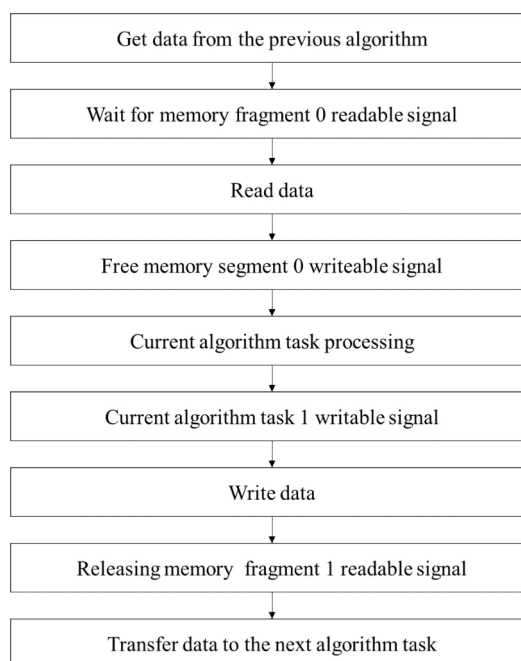 Get data from the previous algorithm
Wait for memory fragment 0 readable signal
Read data
Free memory segment 0 writeable signal
Current algorithm task processing
Current algorithm task 1 writable signal
Write data
Releasing memory fragment 1 readable signal
Transfer data to the next algorithm task